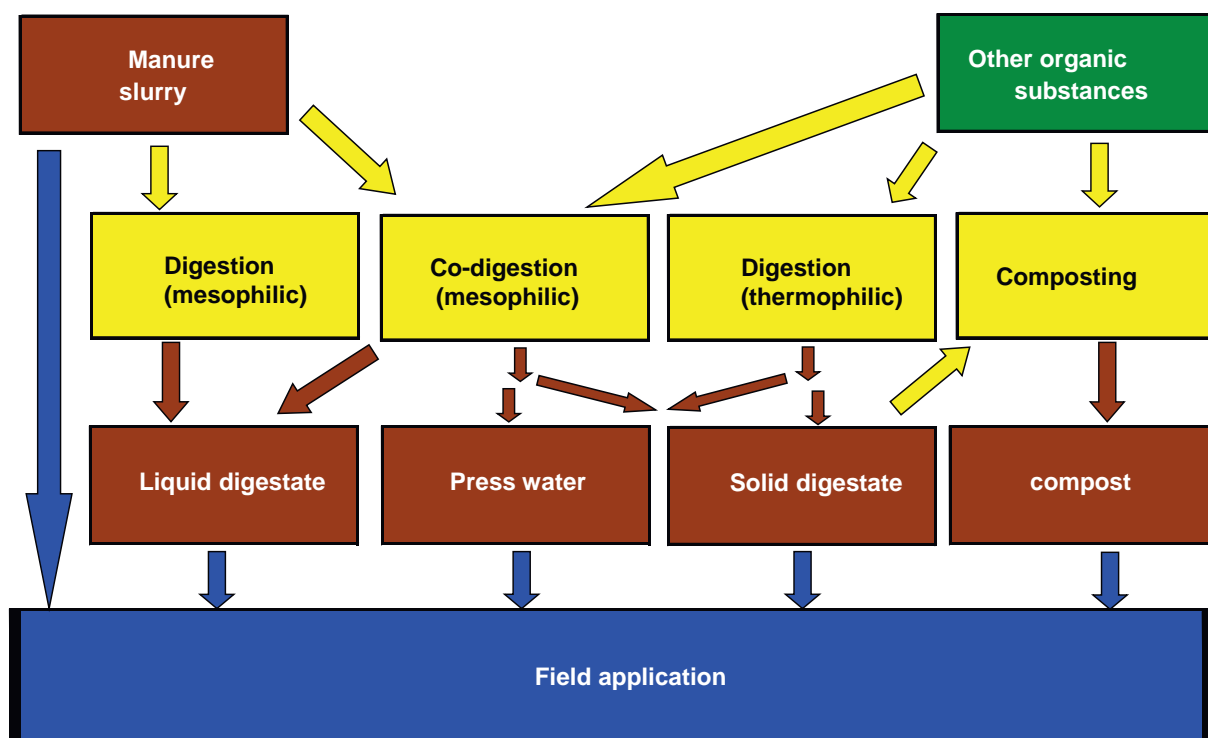 Manure
slurry
Other organic
substances
Digestion
(mesophilic)
Co-digestion
(mesophilic)
Digestion
(thermophilic)
Composting
Liquid digestate
Press water
Solid digestate
compost
Field application